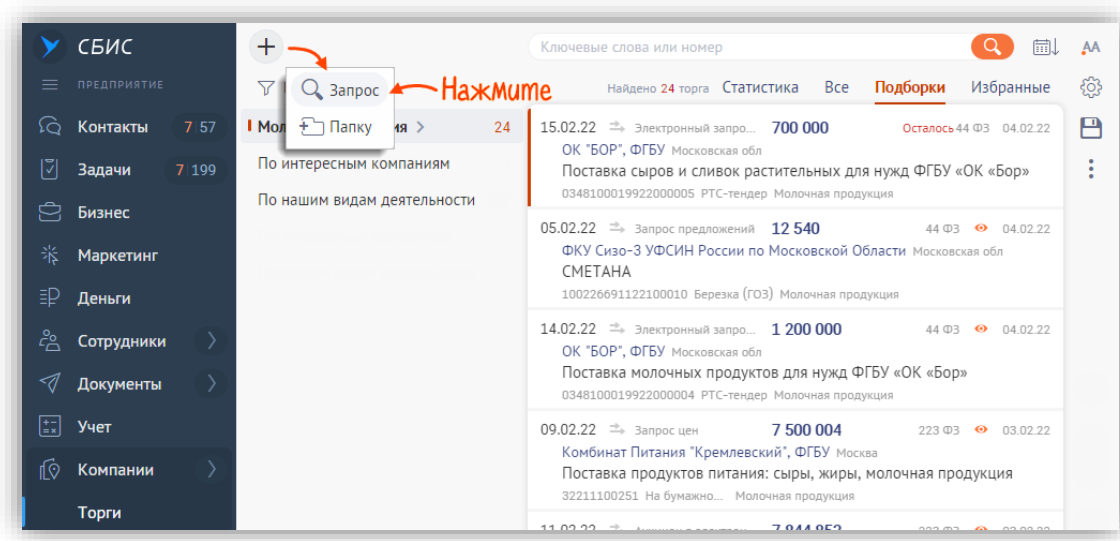 СБИС
ПРЕДПРИЯТИЕ
Контакты 7 57
Задачи 7 199
Бизнес
Маркетинг
Деньги
Сотрудники
Документы
Учет
Компании
Торги
Запрос
Папку
Нажмите
Мол ия > 24
По интересным компаниям
По нашим видам деятельности
Ключевые слова или номер
АА
Найдено 24 торга Статистика Все Подборки Избранные
15.02.22 Электронный запро... 700 000 Осталось 44 ФЗ 04.02.22
ОК "БОР", ФГБУ Московская обл
Поставка сыров и сливок растительных для нужд ФГБУ «ОК «Бор»
0348100019922000005 РТС-тендер Молочная продукция
05.02.22 Запрос предложений 12 540 44 ФЗ 04.02.22
ФКУ Сизо-3 УФСИН России по Московской Области Московская обл
СМЕТАНА
100226691122100010 Березка (ГОЗ) Молочная продукция
14.02.22 Электронный запро... 1 200 000 44 ФЗ 04.02.22
ОК "БОР", ФГБУ Московская обл
Поставка молочных продуктов для нужд ФГБУ «ОК «Бор»
0348100019922000004 РТС-тендер Молочная продукция
09.02.22 Запрос цен 7 500 004 223 ФЗ 03.02.22
Комбинат Питания "Кремлевский", ФГБУ Москва
Поставка продуктов питания: сыры, жиры, молочная продукция
32211100251 На бумажно... Молочная продукция